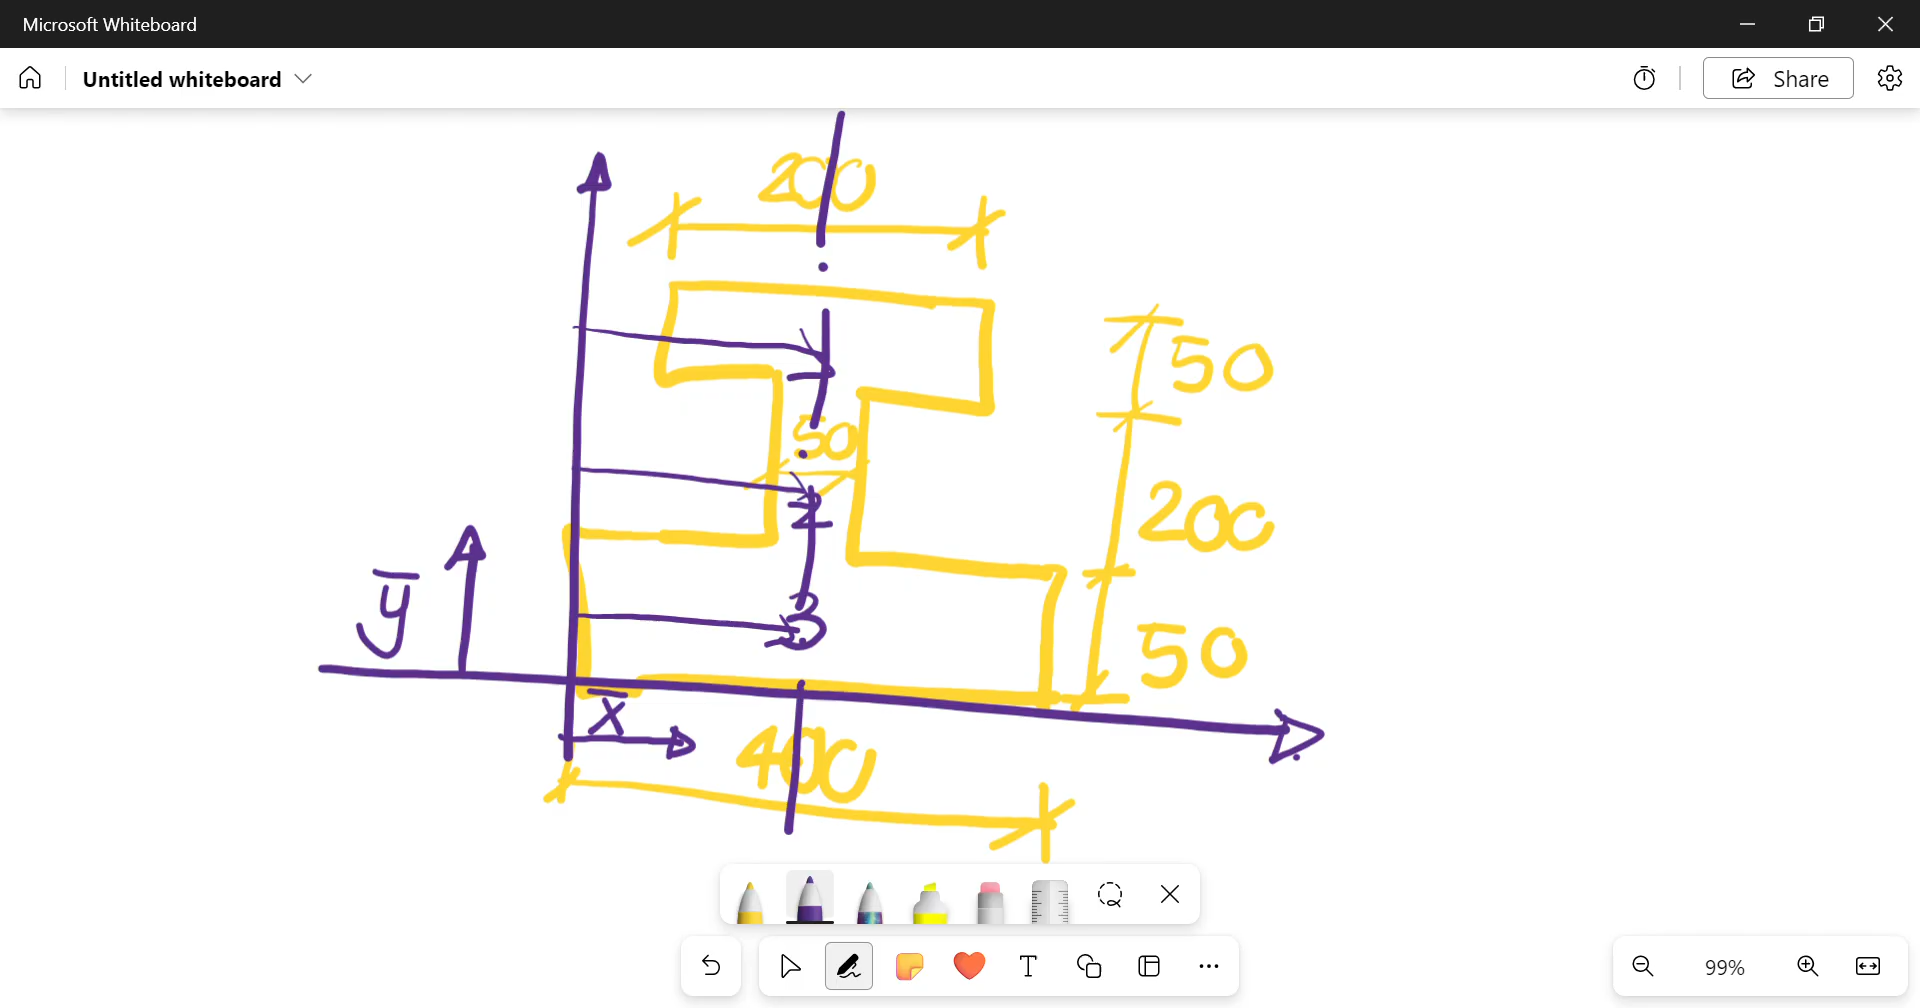 Microsoft Whiteboard
Untitled whiteboard
Share
200
1
50
50
2
200
y̅
3
50
x̅
400
T
99%